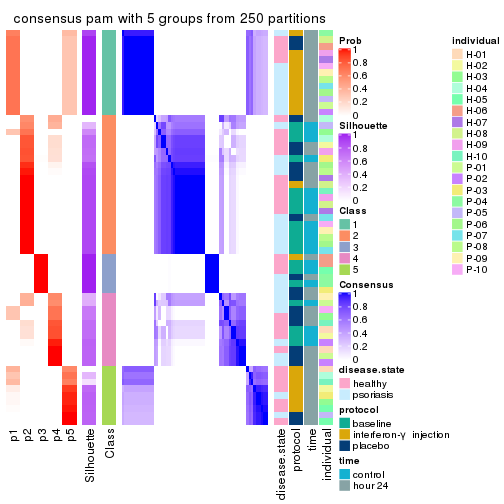 consensus pam with 5 groups from 250 partitions
p1
p2
p3
p4
p5
Silhouette
Class
disease.state
protocol
time
individual
Prob
1
0.8
0.6
0.4
0.2
0
Silhouette
1
0.8
0.6
0.4
0.2
0
Class
1
2
3
4
5
Consensus
1
0.8
0.6
0.4
0.2
0
disease.state
healthy
psoriasis
protocol
baseline
interferon-γ injection
placebo
time
control
hour 24
individual
H-01
H-02
H-03
H-04
H-05
H-06
H-07
H-08
H-09
H-10
P-01
P-02
P-03
P-04
P-05
P-06
P-07
P-08
P-09
P-10